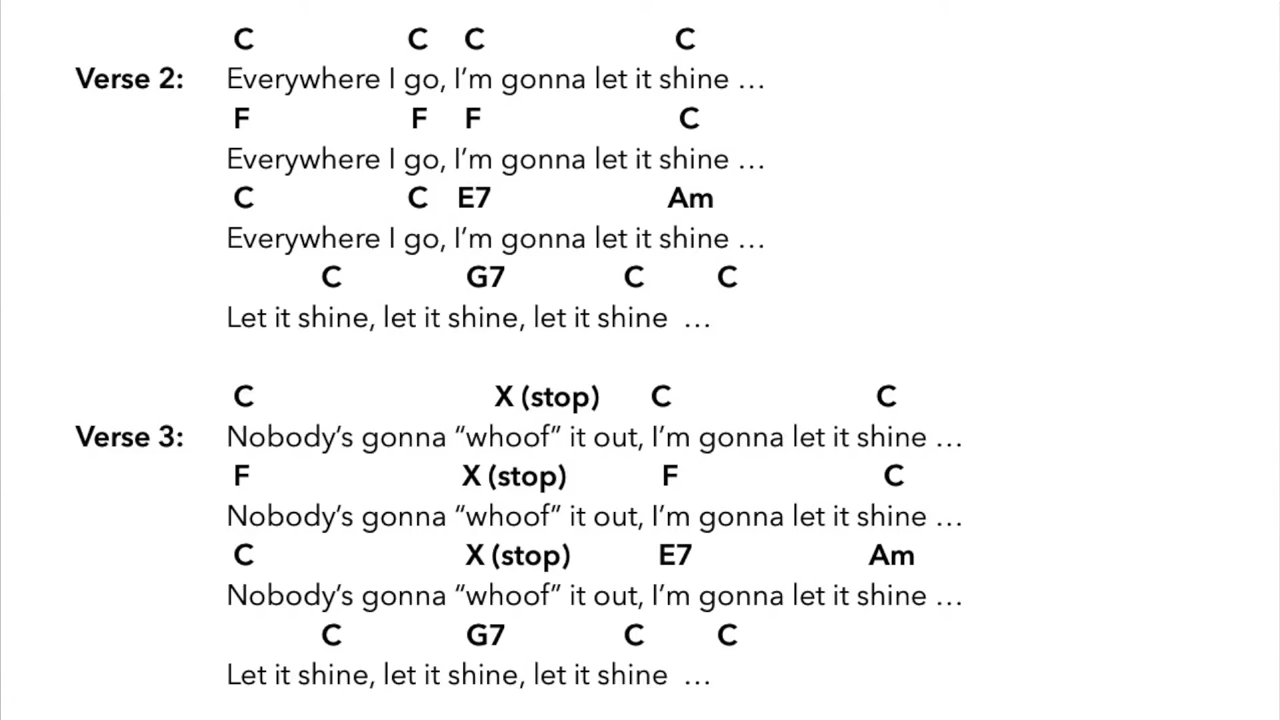 C C C C
Verse 2: Everywhere I go, I’m gonna let it shine …
F F F C
Everywhere I go, I’m gonna let it shine …
C C E7 Am
Everywhere I go, I’m gonna let it shine …
C G7 C C
Let it shine, let it shine, let it shine …
C X (stop) C C
Verse 3: Nobody’s gonna “whoof” it out, I’m gonna let it shine …
F X (stop) F C
Nobody’s gonna “whoof” it out, I’m gonna let it shine …
C X (stop) E7 Am
Nobody’s gonna “whoof” it out, I’m gonna let it shine …
C G7 C C
Let it shine, let it shine, let it shine …